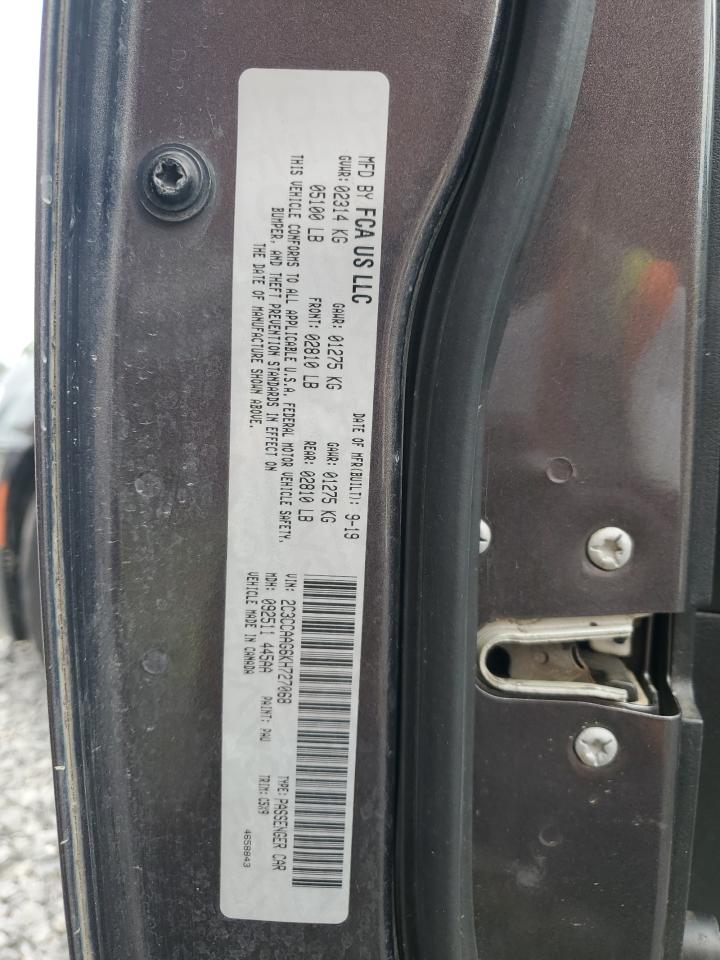 MFD BY FCA US LLC
DATE OF MFR(BUILT): 9-19
GVWR: 02314 KG
GAWR: 01275 KG
GAWR: 01275 KG
05100 LB
FRONT: 02810 LB
REAR: 02810 LB
THIS VEHICLE CONFORMS TO ALL APPLICABLE U.S.A. FEDERAL MOTOR VEHICLE SAFETY,
BUMPER, AND THEFT PREVENTION STANDARDS IN EFFECT ON
THE DATE OF MANUFACTURE SHOWN ABOVE.
VIN: 2C3CCAAG6KH727068
TYPE: PASSENGER CAR
MDH: 092511 445AA
PAINT: PAU
TRIM: C5X9
VEHICLE MADE IN CANADA
4658843